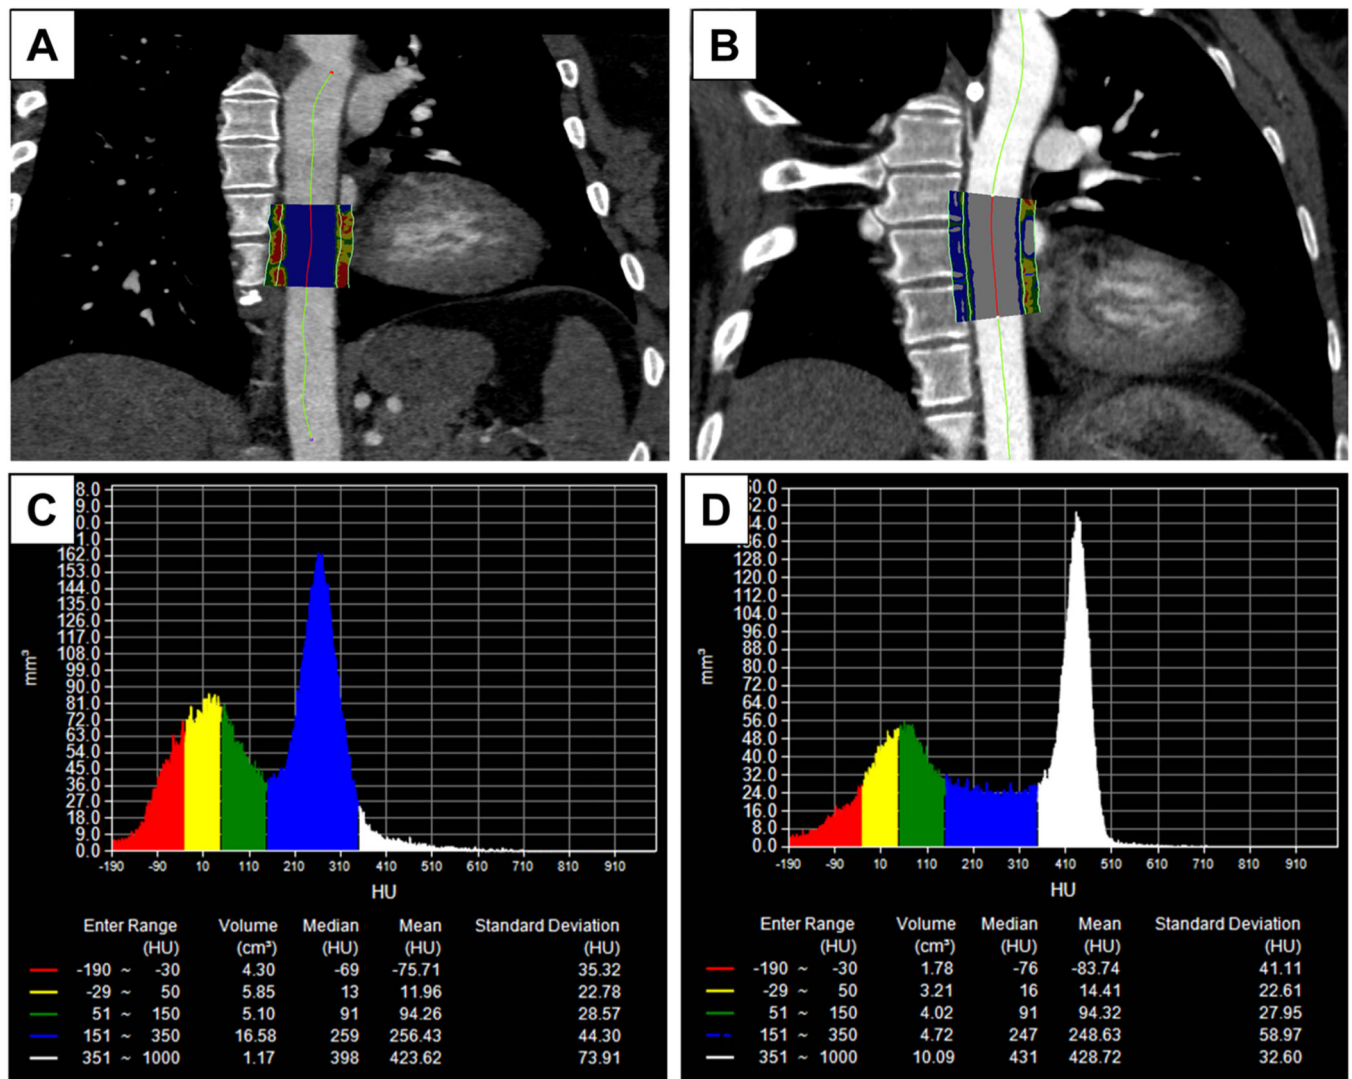 A
B
C
8.0
9.0
0.0
1.0
162.0
153.0
144.0
135.0
126.0
117.0
108.0
99.0
90.0
81.0
72.0
63.0
54.0
45.0
36.0
27.0
18.0
9.0
0.0
mm³
-190 -90 10 110 210 310 410 510 610 710 810 910
HU
Enter Range Volume Median Mean Standard Deviation
(HU) (cm³) (HU) (HU) (HU)
-190 ~ -30 4.30 -69 -75.71 35.32
-29 ~ 50 5.85 13 11.96 22.78
51 ~ 150 5.10 91 94.26 28.57
151 ~ 350 16.58 259 256.43 44.30
351 ~ 1000 1.17 398 423.62 73.91
D
60.0
52.0
44.0
36.0
128.0
120.0
112.0
104.0
96.0
88.0
80.0
72.0
64.0
56.0
48.0
40.0
32.0
24.0
16.0
8.0
0.0
mm³
-190 -90 10 110 210 310 410 510 610 710 810 910
HU
Enter Range Volume Median Mean Standard Deviation
(HU) (cm³) (HU) (HU) (HU)
-190 ~ -30 1.78 -76 -83.74 41.11
-29 ~ 50 3.21 16 14.41 22.61
51 ~ 150 4.02 91 94.32 27.95
151 ~ 350 4.72 247 248.63 58.97
351 ~ 1000 10.09 431 428.72 32.60